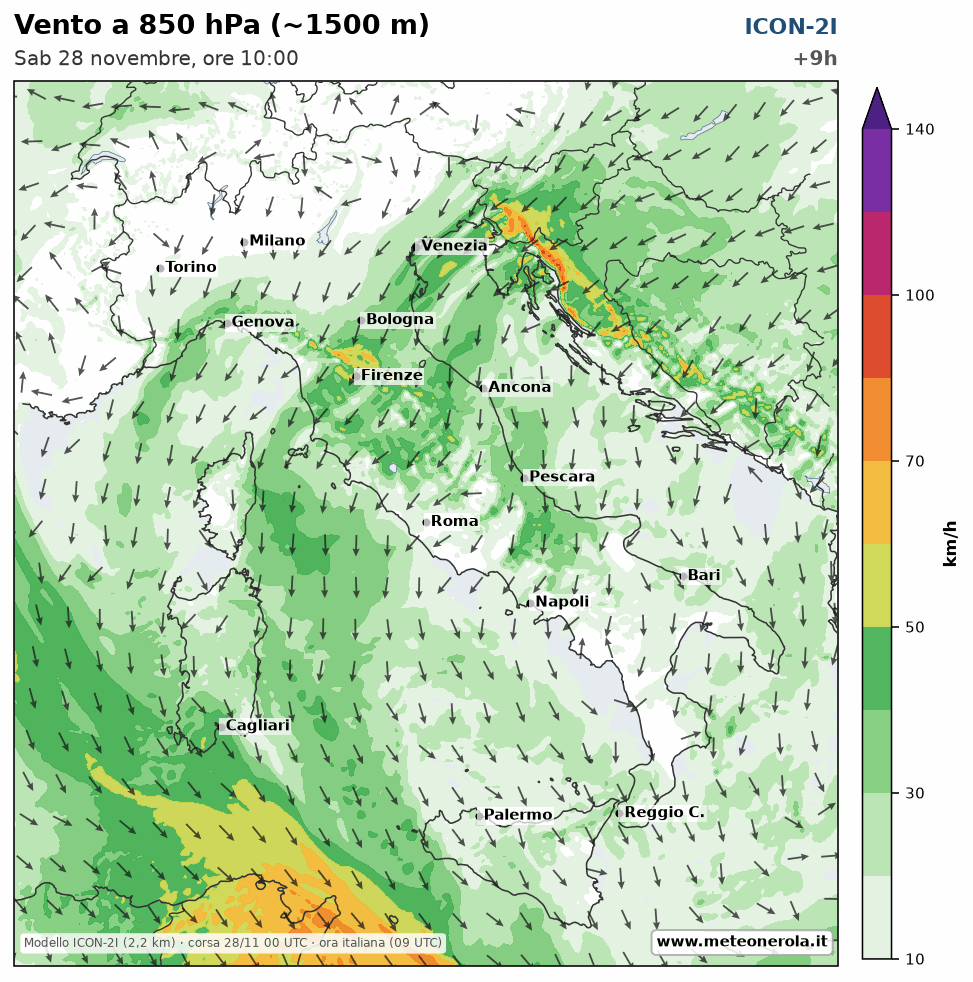 Vento a 850 hPa (~1500 m)
ICON-2I
Sab 28 novembre, ore 10:00
+9h
Milano
Torino
Venezia
Genova
Bologna
Firenze
Ancona
Pescara
Roma
Bari
Napoli
Cagliari
Palermo
Reggio C.
140
100
70
50
30
10
km/h
Modello ICON-2I (2,2 km) · corsa 28/11 00 UTC · ora italiana (09 UTC)
www.meteonerola.it